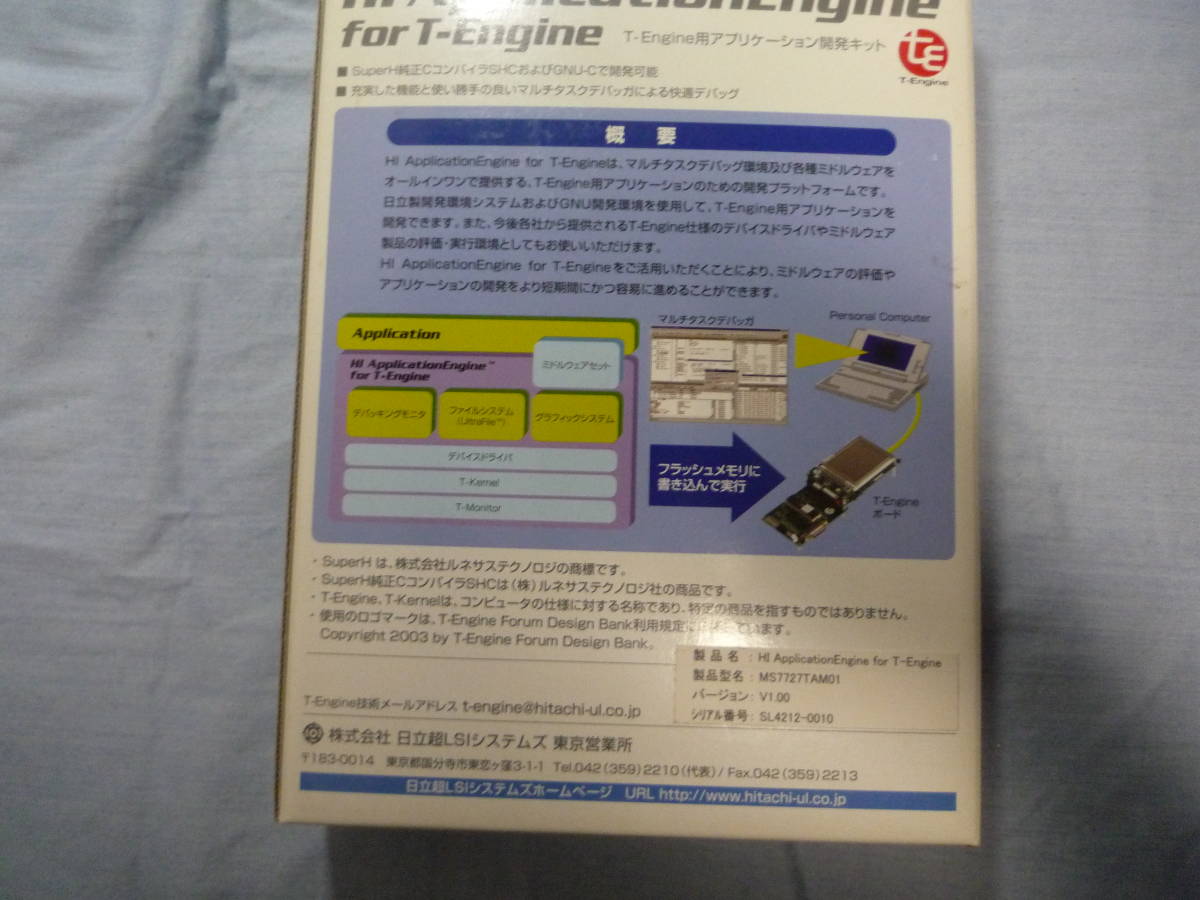 HI ApplicationEngine
for T-Engine T-Engine用アプリケーション開発キット
T-Engine
■ SuperH純正CコンパイラSHCおよびGNU-Cで開発可能
■ 充実した機能と使い勝手の良いマルチタスクデバッガによる快適デバッグ
概 要
HI ApplicationEngine for T-Engineは、マルチタスクデバッグ環境及び各種ミドルウェアを
オールインワンで提供する、T-Engine用アプリケーションのための開発プラットフォームです。
日立製開発環境システムおよびGNU開発環境を使用して、T-Engine用アプリケーションを
開発できます。また、今後各社から提供されるT-Engine仕様のデバイスドライバやミドルウェア
製品の評価・実行環境としてもお使いいただけます。
HI ApplicationEngine for T-Engineをご活用いただくことにより、ミドルウェアの評価や
アプリケーションの開発をより短期間にかつ容易に進めることができます。
Application
HI ApplicationEngine™
for T-Engine
ミドルウェアセット
デバッキングモニタ
ファイルシステム
(UltraFile™)
グラフィックシステム
デバイスドライバ
T-Kernel
T-Monitor
マルチタスクデバッガ
Personal Computer
フラッシュメモリに
書き込んで実行
T-Engine
ボード
・SuperH は、株式会社ルネサステクノロジの商標です。
・SuperH純正CコンパイラSHCは(株)ルネサステクノロジ社の商品です。
・T-Engine、T-Kernelは、コンピュータの仕様に対する名称であり、特定の商品を指すものではありません。
・使用のロゴマークは、T-Engine Forum Design Bank利用規定に ています。
Copyright 2003 by T-Engine Forum Design Bank。
製品名 : HI ApplicationEngine for T-Engine
製品型名 : MS7727TAM01
バージョン : V1.00
シリアル番号 : SL4212-0010
T-Engine技術メールアドレス t-engine@hitachi-ul.co.jp
株式会社 日立超LSIシステムズ 東京営業所
〒183-0014 東京都国分寺市東恋ヶ窪3-1-1 Tel.042(359)2210(代表)/Fax.042(359)2213
日立超LSIシステムズホームページ URL http://www.hitachi-ul.co.jp